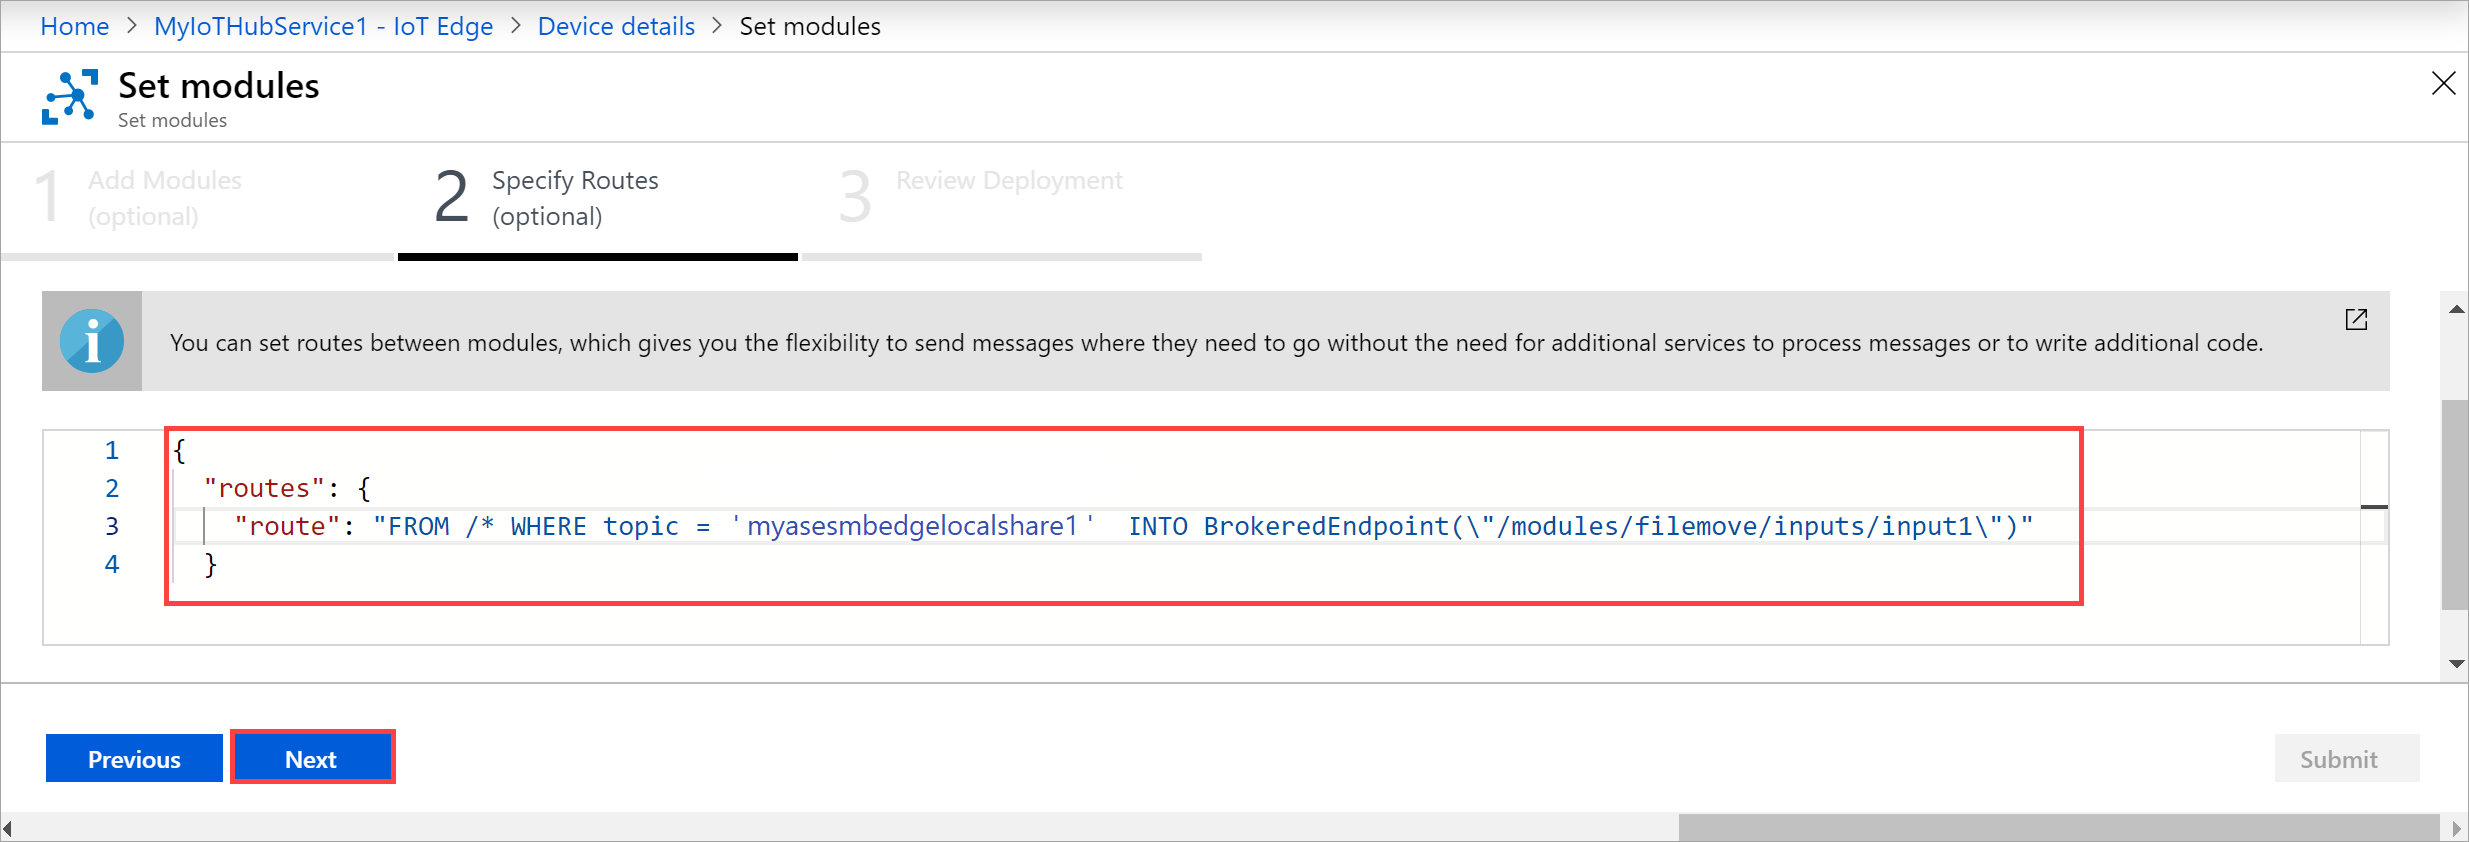 Home > MyIoTHubService1 - IoT Edge > Device details > Set modules
Set modules
Set modules
1 Add Modules (optional)
2 Specify Routes (optional)
3 Review Deployment
You can set routes between modules, which gives you the flexibility to send messages where they need to go without the need for additional services to process messages or to write additional code.
1 {
2 "routes": {
3 "route": "FROM /* WHERE topic = 'myasesmbedgelocalshare1' INTO BrokeredEndpoint(\"/modules/filemove/inputs/input1\")"
4 }
Previous Next Submit